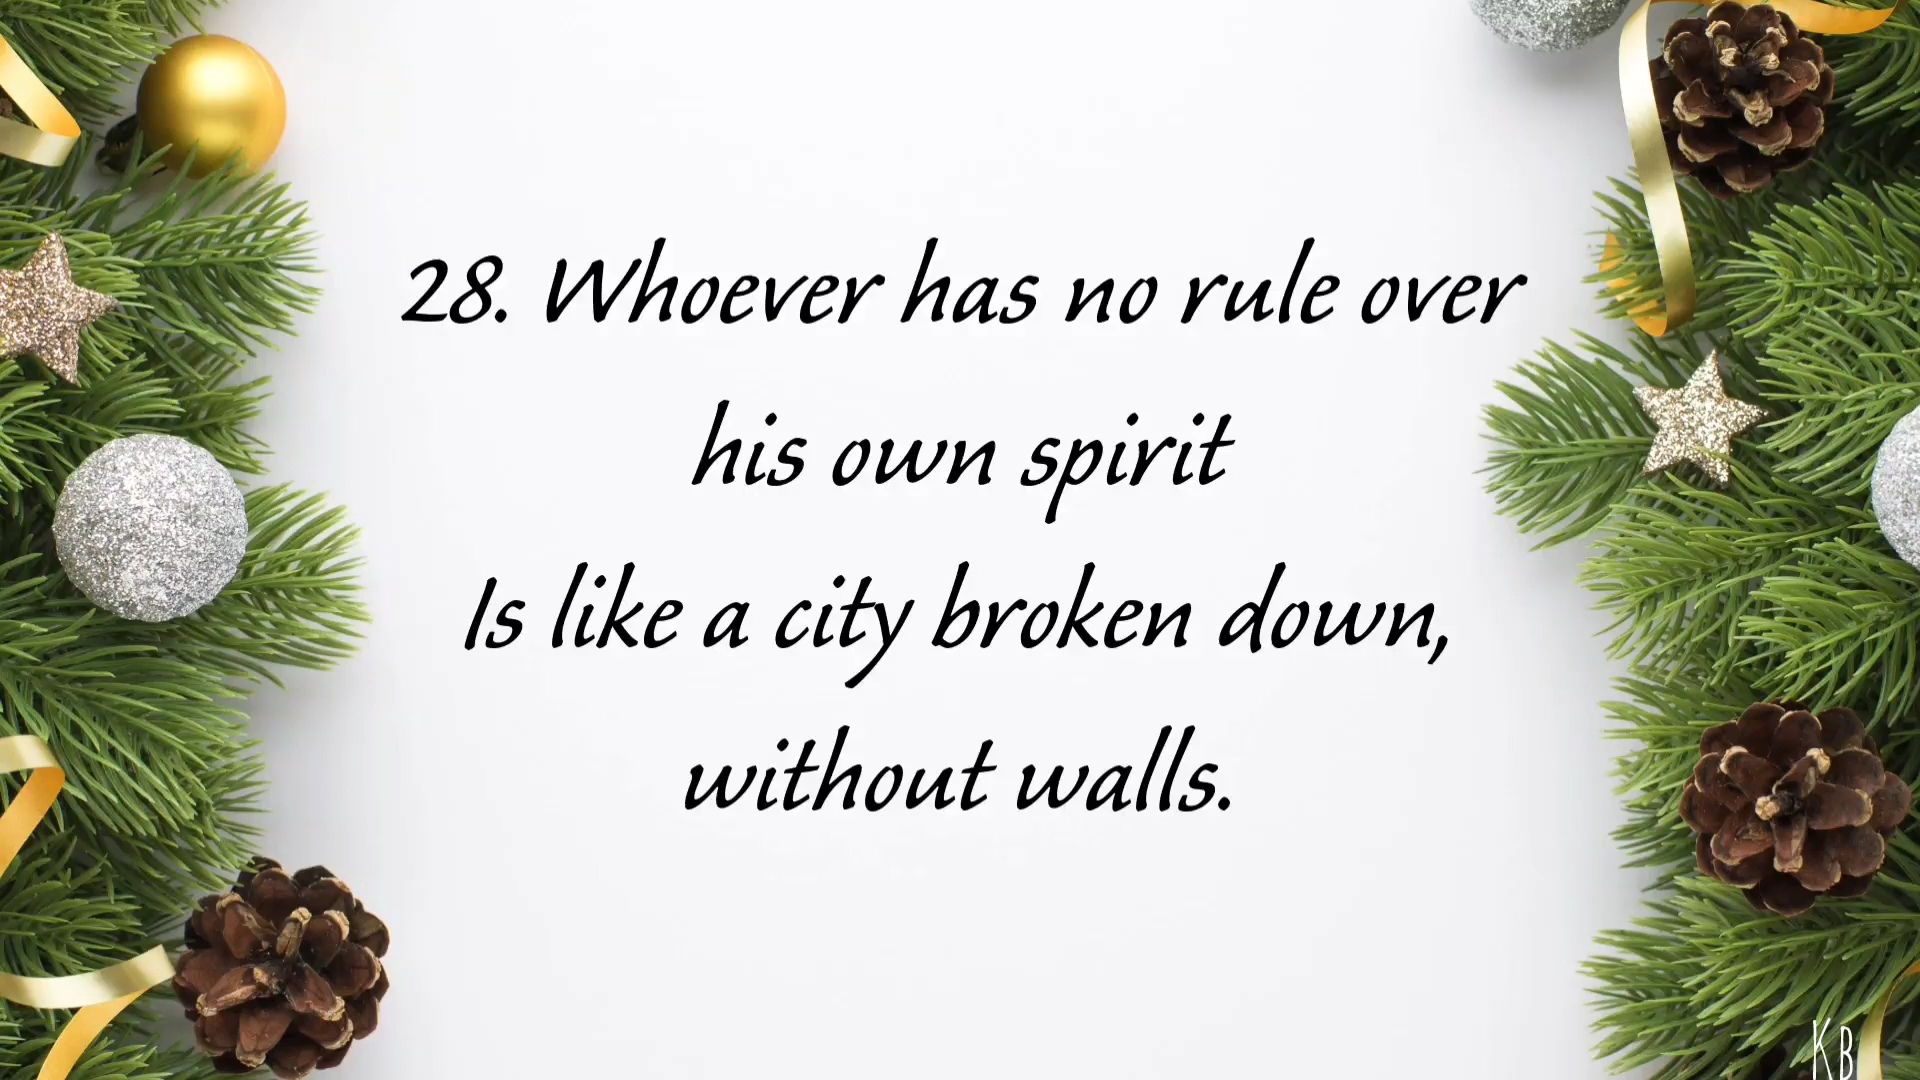 28. Whoever has no rule over
his own spirit
Is like a city broken down,
without walls.
KB